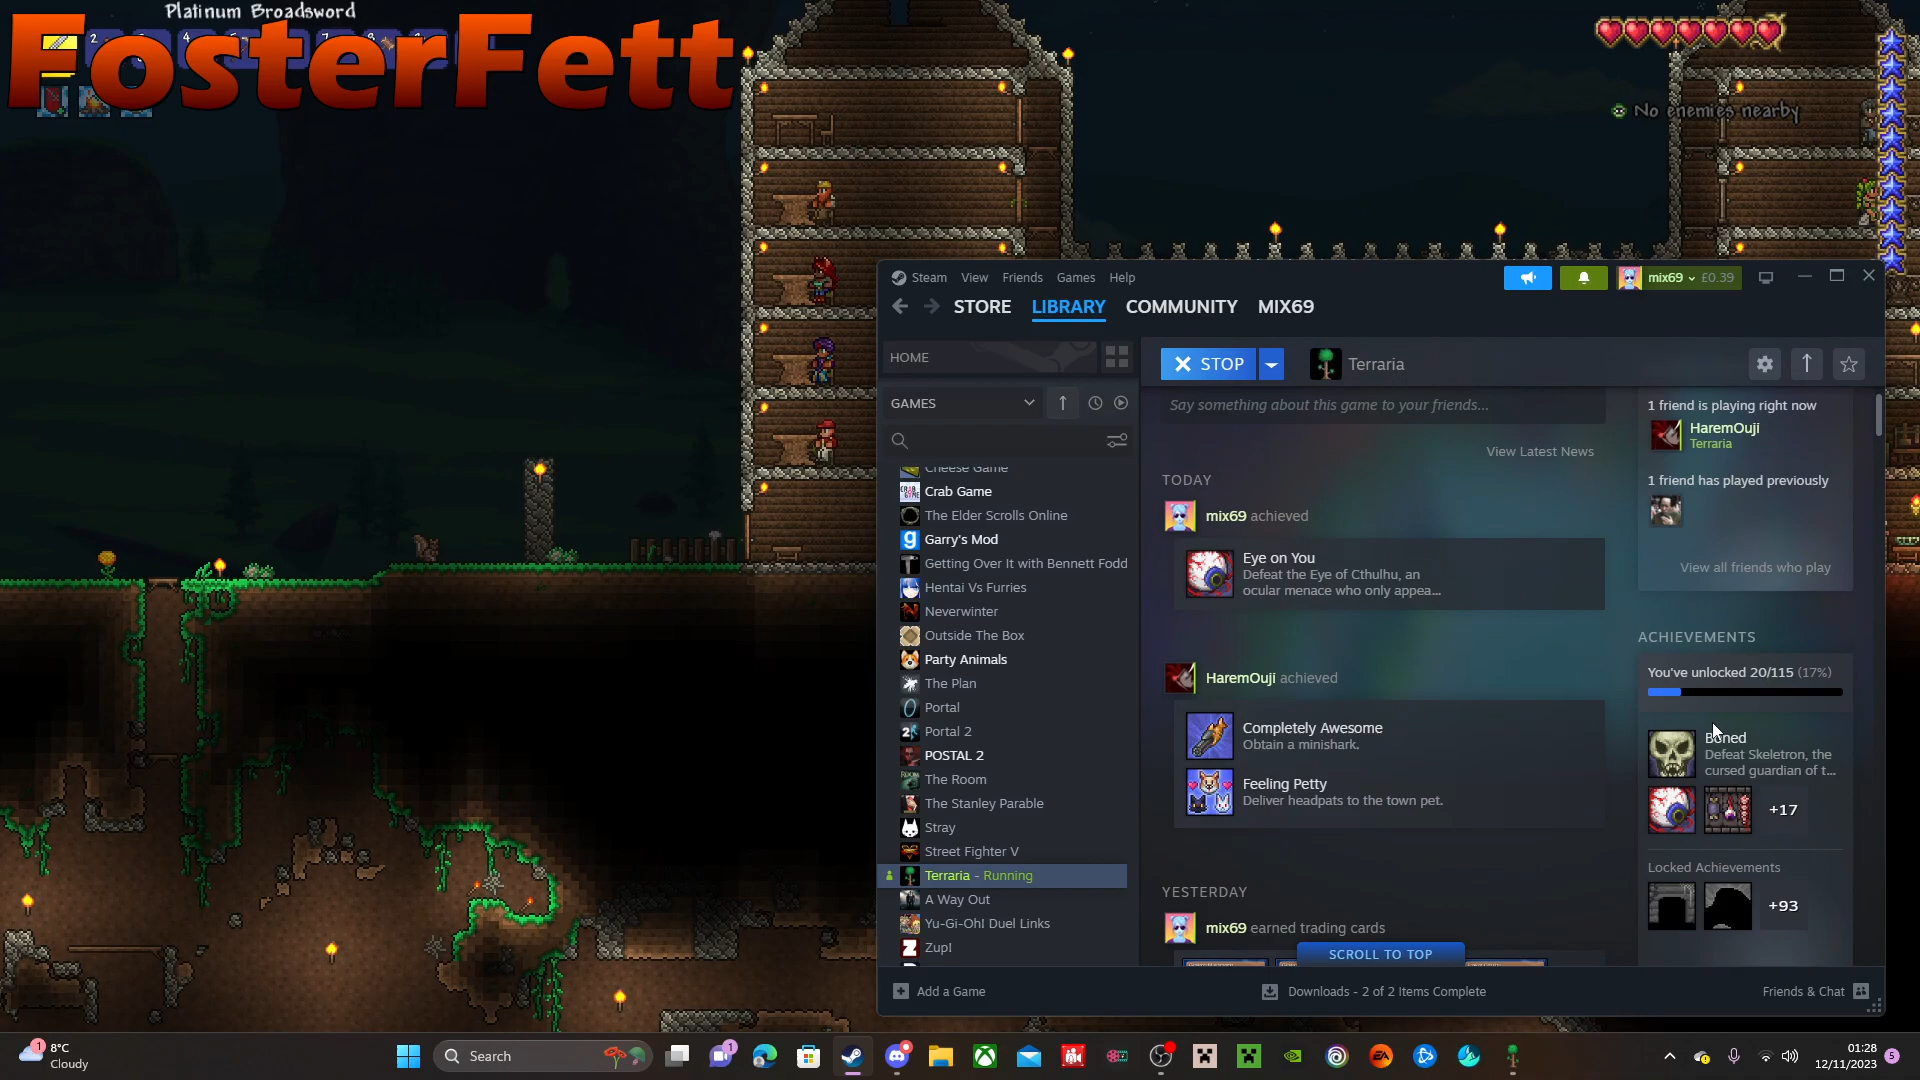 Platinum Broadsword
FosterFett
No enemies nearby
Steam View Friends Games Help
mix69 £0.39
STORE LIBRARY COMMUNITY MIX69
HOME
STOP
Terraria
GAMES
Say something about this game to your friends...
View Latest News
1 friend is playing right now
HaremOuji
Terraria
1 friend has played previously
View all friends who play
Cheese Game
Crab Game
The Elder Scrolls Online
Garry's Mod
Getting Over It with Bennett Fodd
Hentai Vs Furries
Neverwinter
Outside The Box
Party Animals
The Plan
Portal
Portal 2
POSTAL 2
The Room
The Stanley Parable
Stray
Street Fighter V
Terraria - Running
A Way Out
Yu-Gi-Oh! Duel Links
Zup!
TODAY
mix69 achieved
Eye on You
Defeat the Eye of Cthulhu, an
ocular menace who only appea...
HaremOuji achieved
Completely Awesome
Obtain a minishark.
Feeling Petty
Deliver headpats to the town pet.
YESTERDAY
mix69 earned trading cards
SCROLL TO TOP
ACHIEVEMENTS
You've unlocked 20/115 (17%)
Boned
Defeat Skeletron, the
cursed guardian of t...
+17
Locked Achievements
+93
Add a Game
Downloads - 2 of 2 Items Complete
Friends & Chat
8°C
Cloudy
Search
01:28
12/11/2023